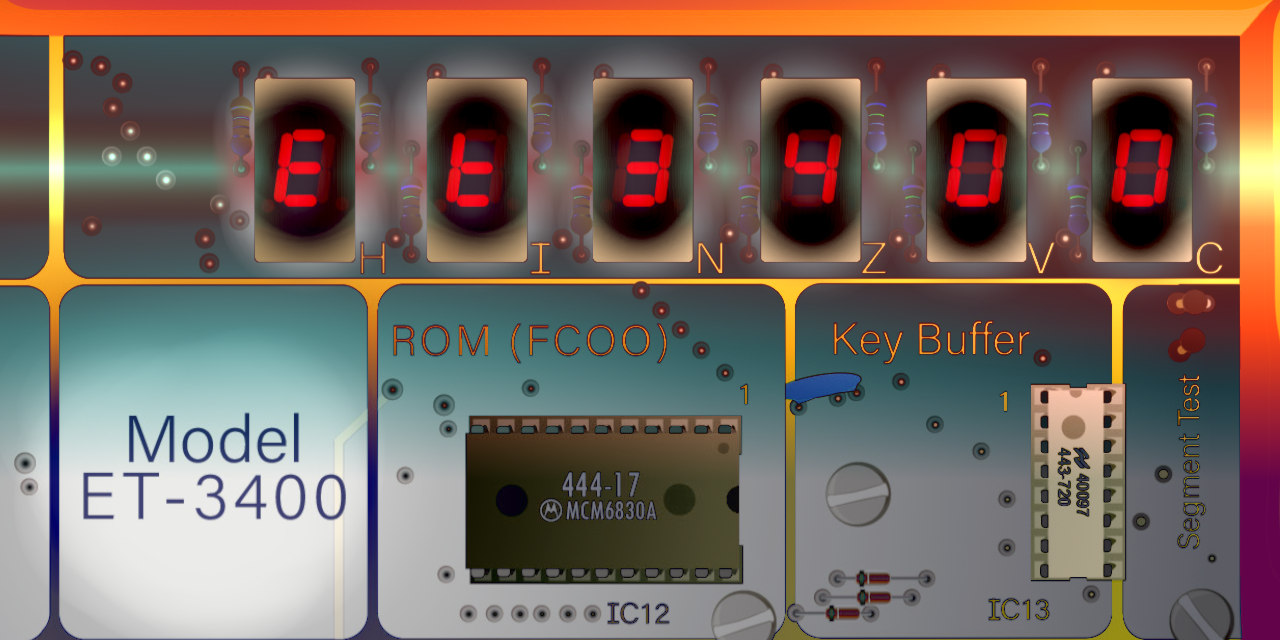 E t 3 4 0 0
H I N Z V C
ROM (FC00)
Key Buffer
1
1
Model
ET-3400
444-17
MCM6830A
40097
443-720
Segment Test
IC12
IC13